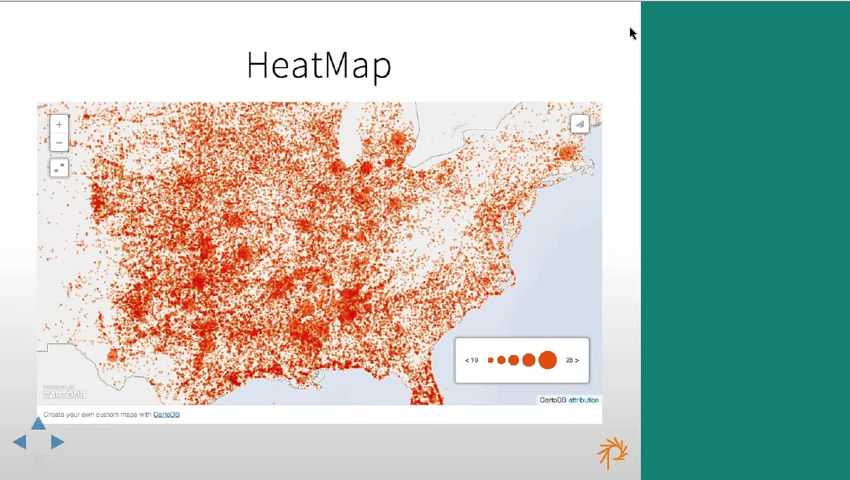 HeatMap
+
−
< 10 25 >
CARTODB
CartoDB attribution
Create your own custom maps with CartoDB